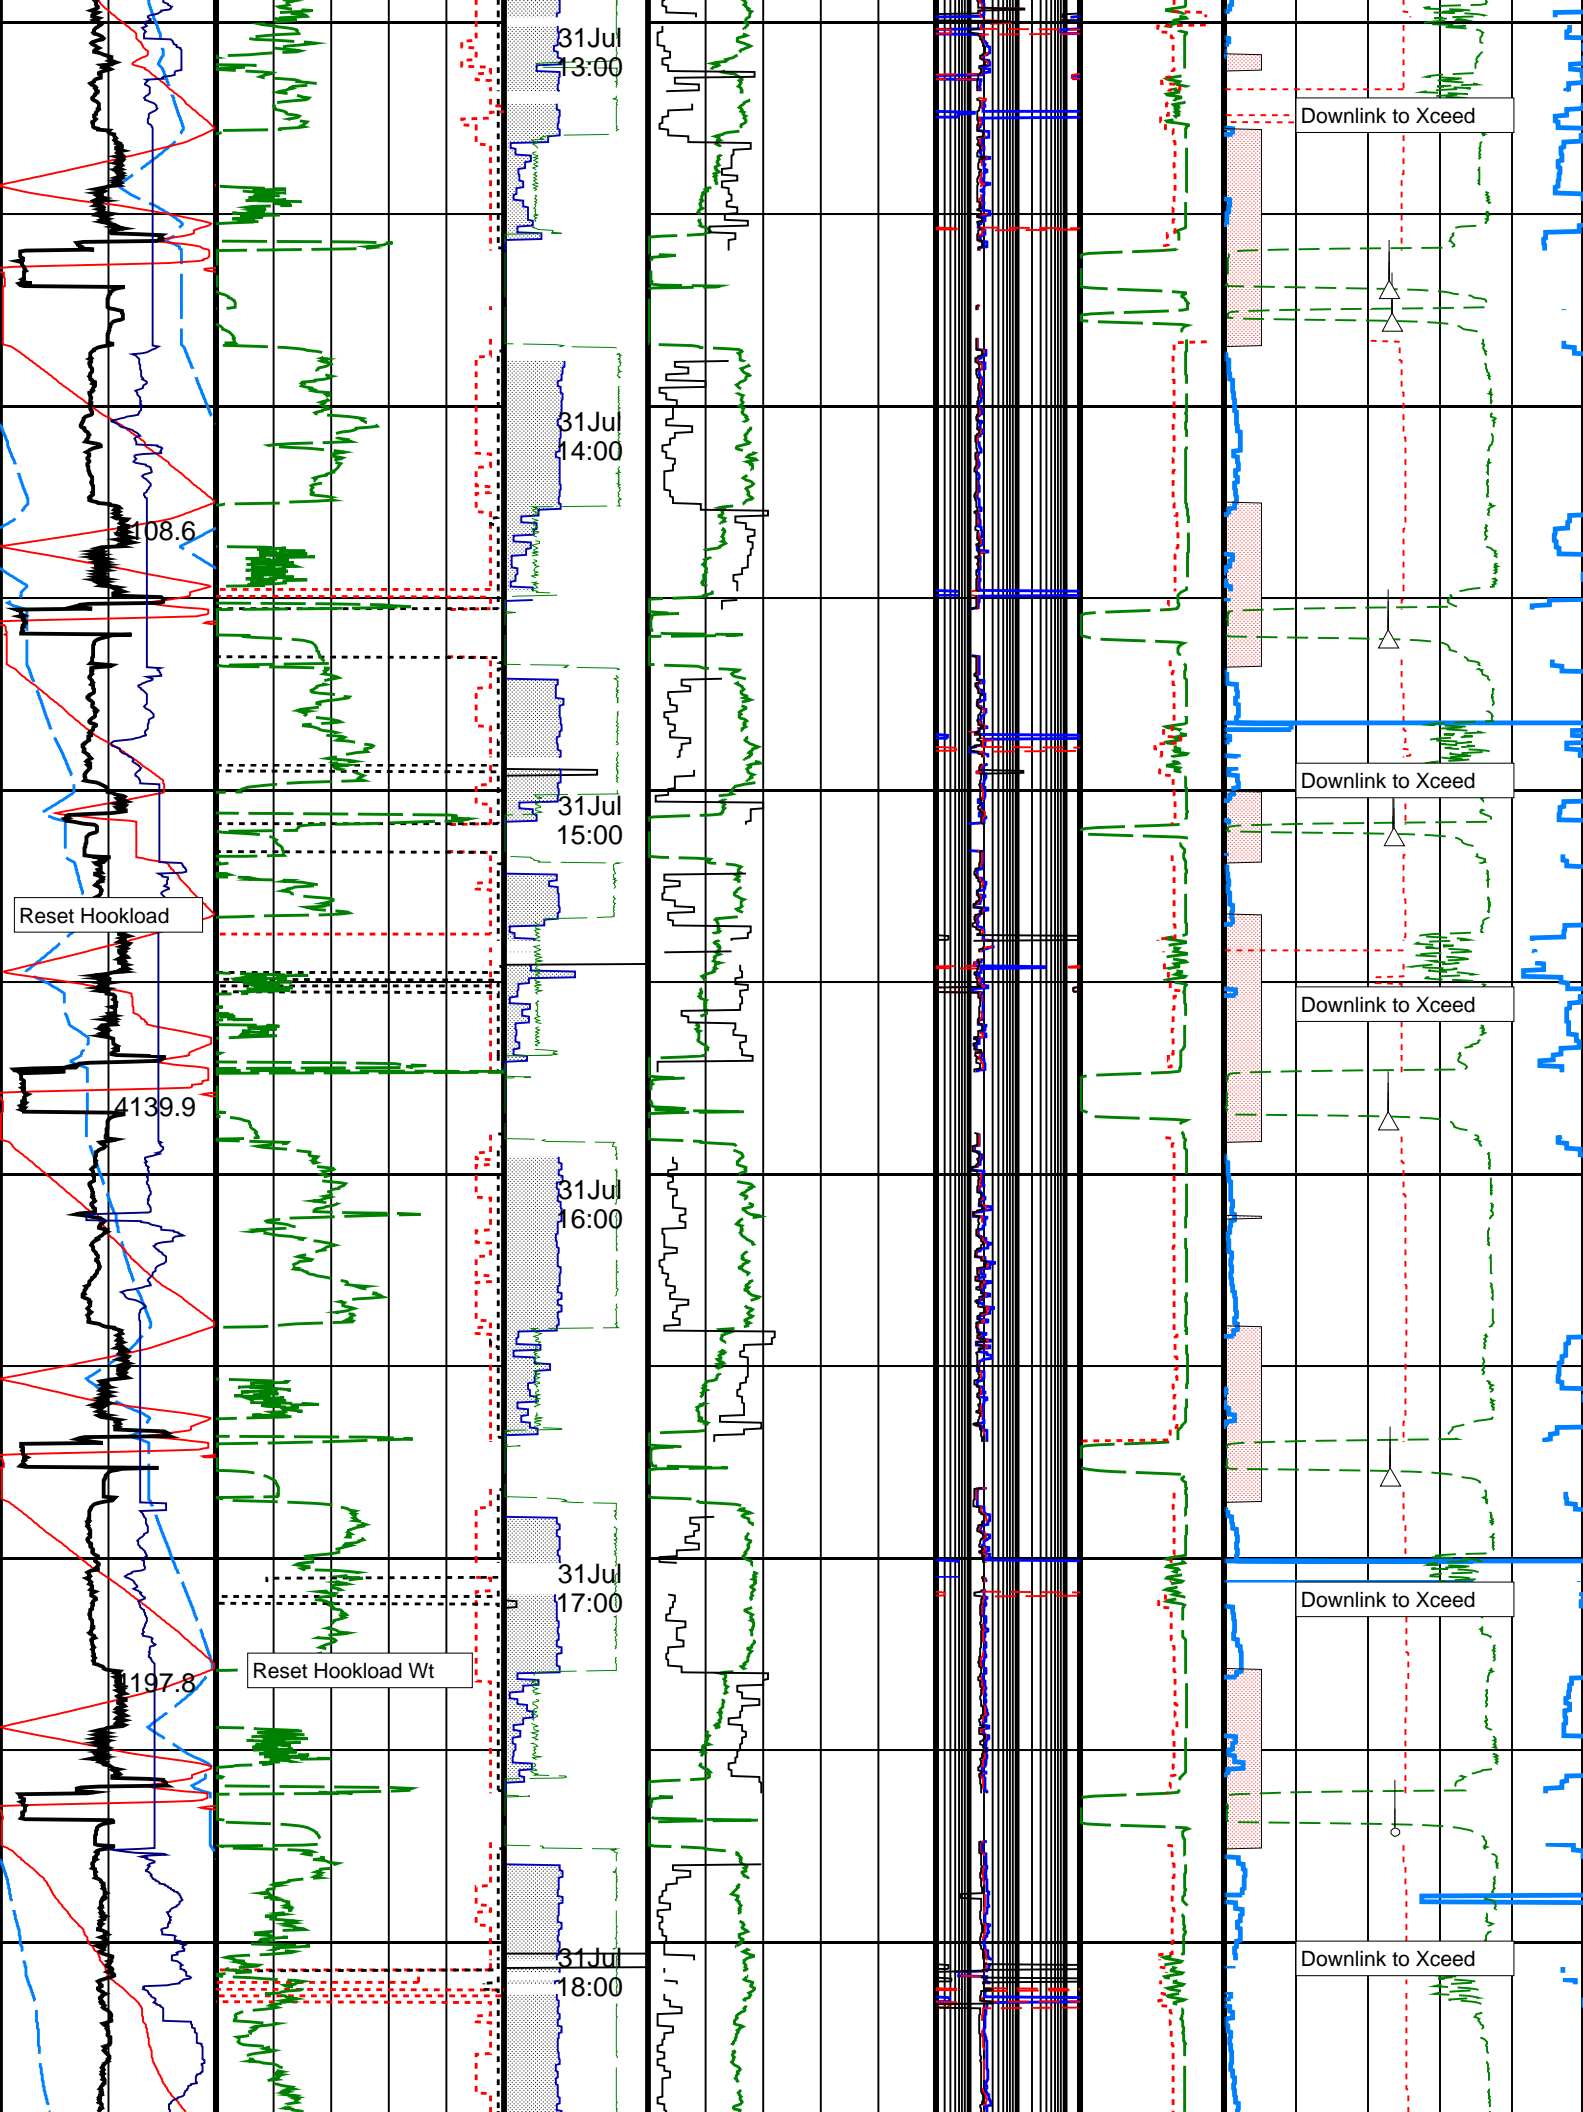 31Jul
13:00
Downlink to Xceed
31Jul
14:00
108.6
Downlink to Xceed
31Jul
15:00
Reset Hookload
Downlink to Xceed
4139.9
31Jul
16:00
31Jul
17:00
Downlink to Xceed
Reset Hookload Wt
4197.8
31Jul
18:00
Downlink to Xceed